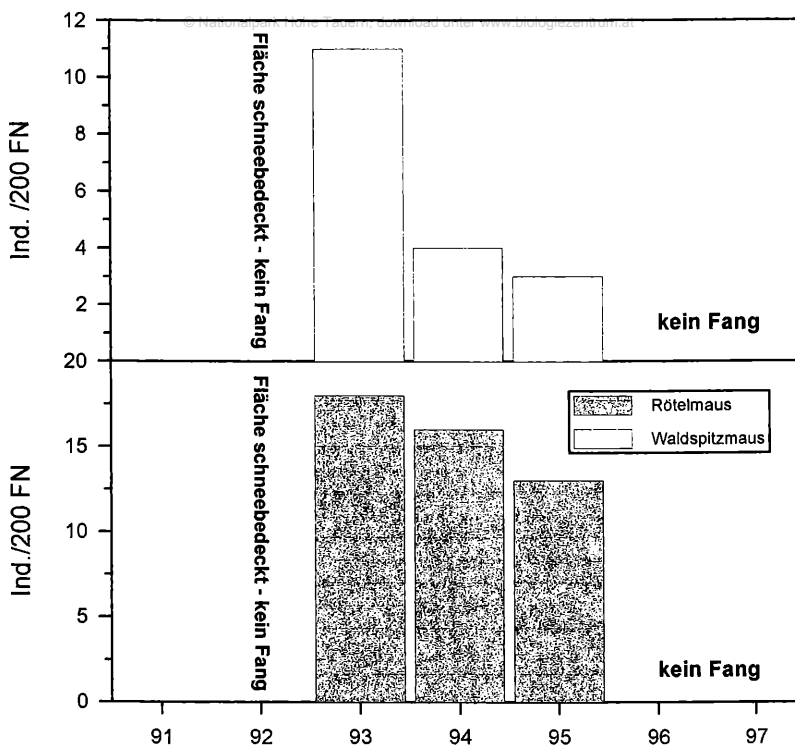 © Nationalpark Hohe Tauern; download unter www.biologiezentrum.at
12
10
8
6
4
2
Ind. /200 FN
Fläche schneebedeckt - kein Fang
kein Fang
20
15
10
5
0
Ind./200 FN
Fläche schneebedeckt - kein Fang
Rötelmaus
Waldspitzmaus
kein Fang
91 92 93 94 95 96 97